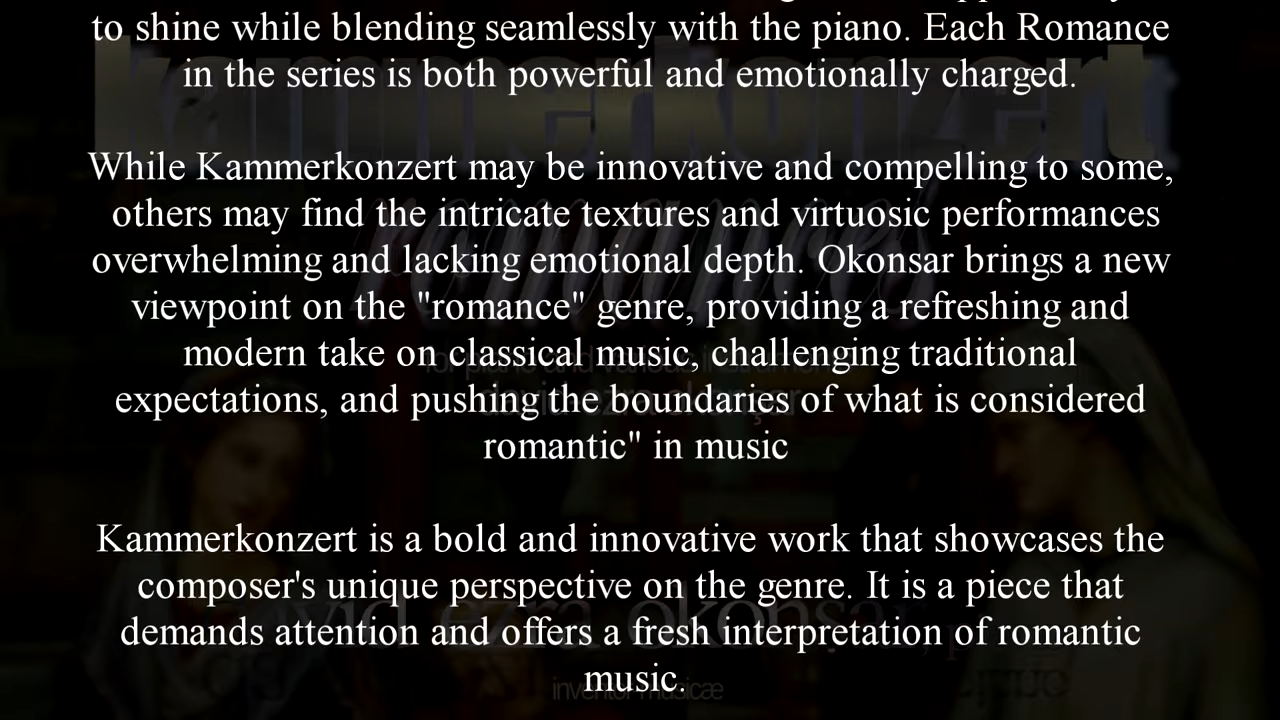 to shine while blending seamlessly with the piano. Each Romance
in the series is both powerful and emotionally charged.
While Kammerkonzert may be innovative and compelling to some,
others may find the intricate textures and virtuosic performances
overwhelming and lacking emotional depth. Okonsar brings a new
viewpoint on the "romance" genre, providing a refreshing and
modern take on classical music, challenging traditional
expectations, and pushing the boundaries of what is considered
romantic" in music
Kammerkonzert is a bold and innovative work that showcases the
composer's unique perspective on the genre. It is a piece that
demands attention and offers a fresh interpretation of romantic
music.
kammerkonzert
romances
inventor musicæ